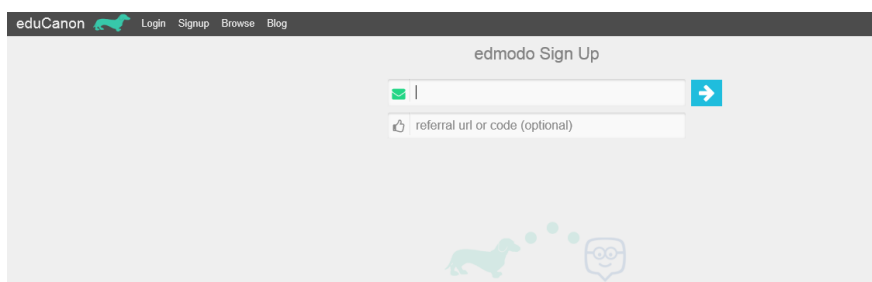 eduCanon Login Signup Browse Blog
edmodo Sign Up
referral url or code (optional)